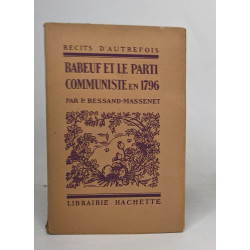 RÉCITS D'AUTREFOIS
BABEUF ET LE PARTI
COMMUNISTE EN 1796
PAR P. BESSAND-MASSENET
LIBRAIRIE HACHETTE